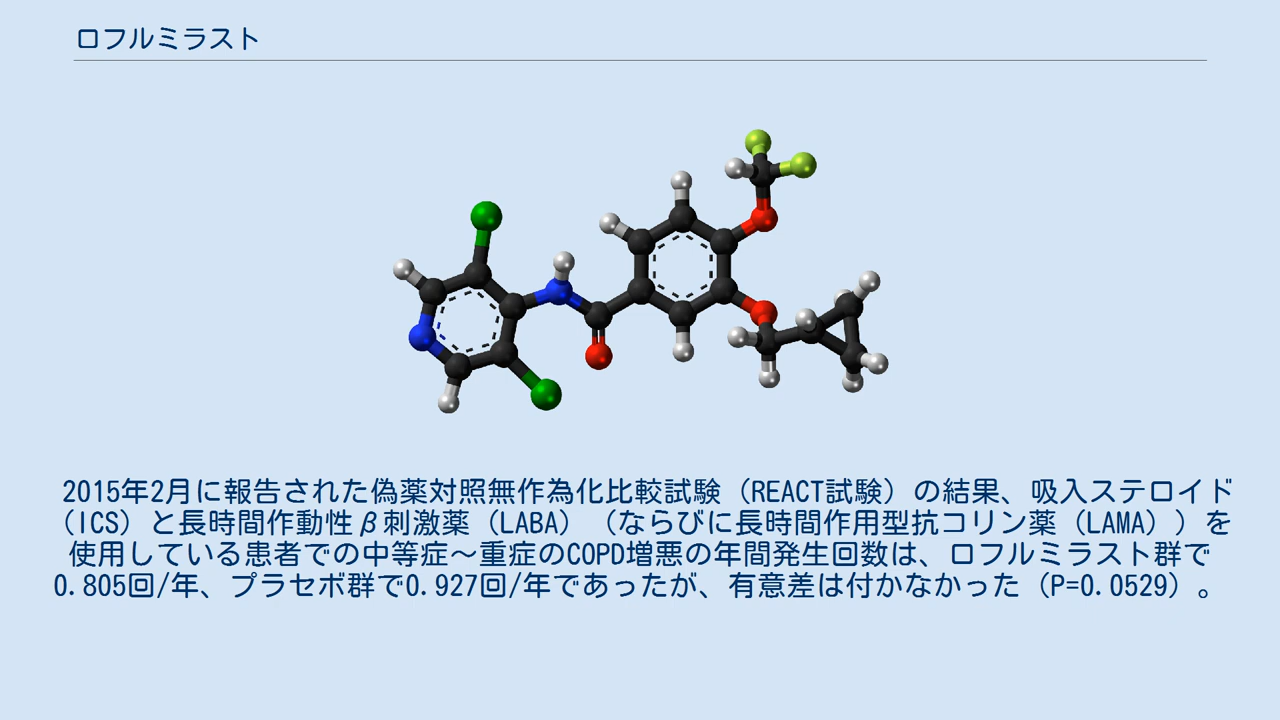 ロフルミラスト
2015年2月に報告された偽薬対照無作為化比較試験（REACT試験）の結果、吸入ステロイド
（ICS）と長時間作動性β刺激薬（LABA）（ならびに長時間作用型抗コリン薬（LAMA））を
使用している患者での中等症～重症のCOPD増悪の年間発生回数は、ロフルミラスト群で
0.805回/年、プラセボ群で0.927回/年であったが、有意差は付かなかった（P=0.0529）。